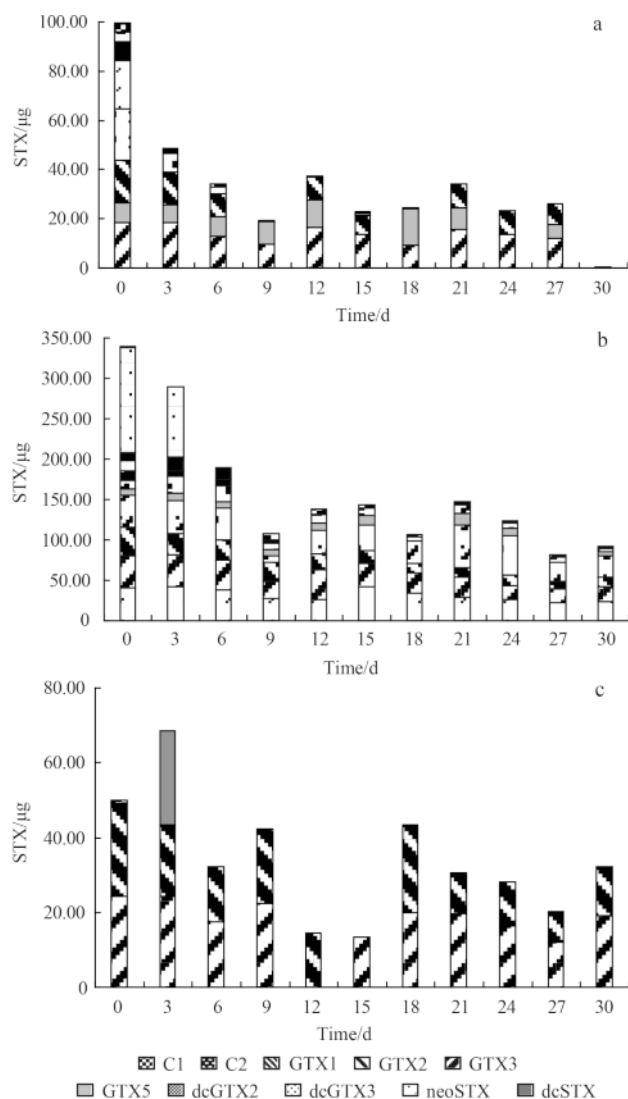 a
100.00
80.00
60.00
40.00
20.00
0
STX/μg
0 3 6 9 12 15 18 21 24 27 30
Time/d
b
350.00
300.00
250.00
200.00
150.00
100.00
50.00
0
STX/μg
0 3 6 9 12 15 18 21 24 27 30
Time/d
c
80.00
60.00
40.00
20.00
0.00
STX/μg
0 3 6 9 12 15 18 21 24 27 30
Time/d
C1 C2 GTX1 GTX2 GTX3
GTX5 dcGTX2 dcGTX3 neoSTX dcSTX